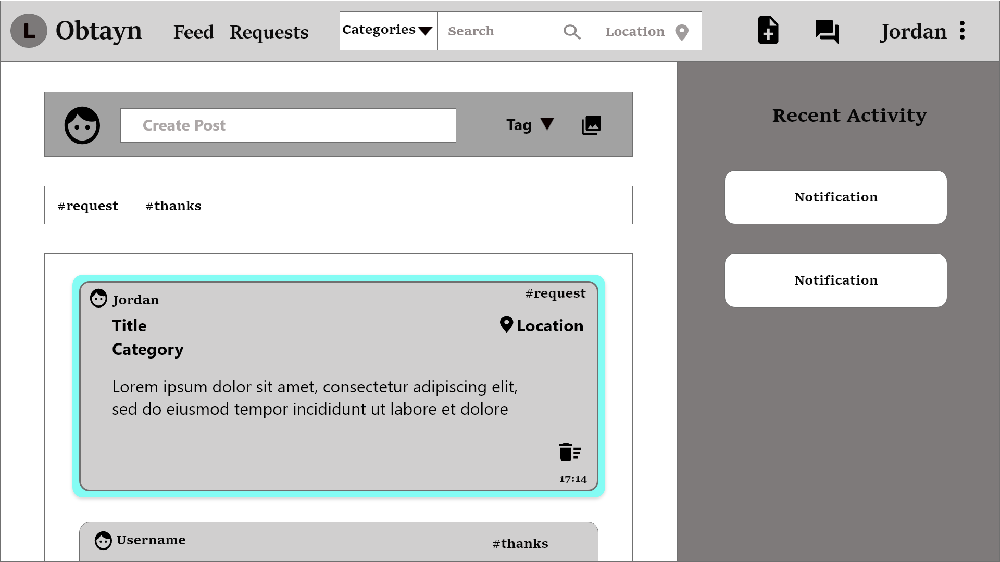 L Obtayn Feed Requests Categories Search Location Jordan
Create Post Tag
#request #thanks
Jordan #request
Title Location
Category
Lorem ipsum dolor sit amet, consectetur adipiscing elit,
sed do eiusmod tempor incididunt ut labore et dolore
17:14
Username #thanks
Recent Activity
Notification
Notification